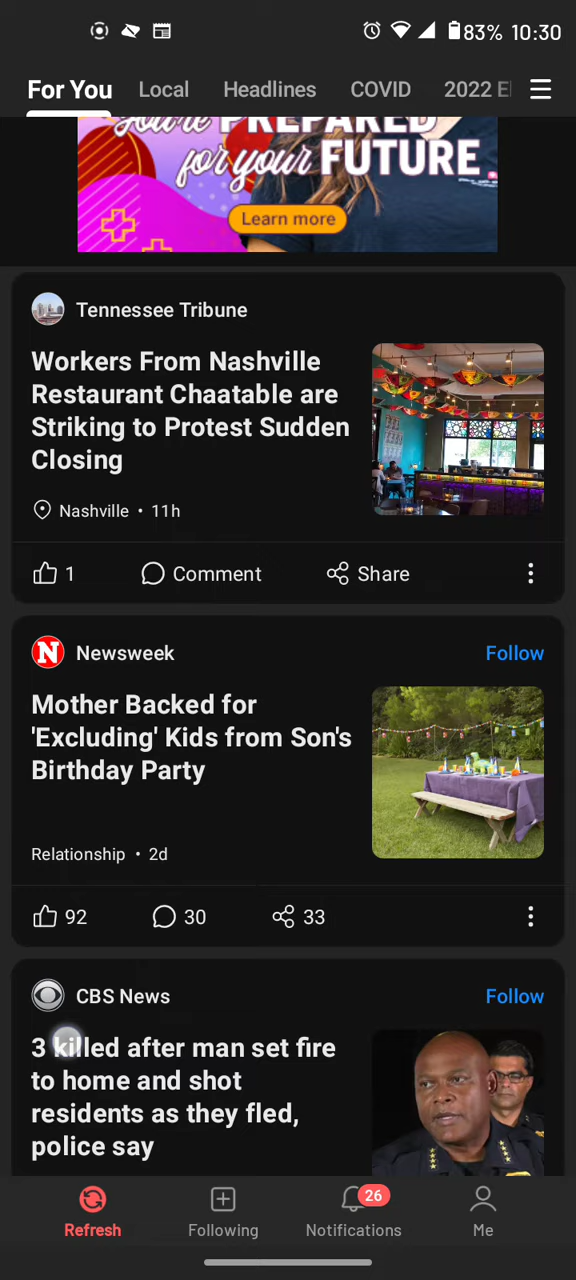 83% 10:30
For You Local Headlines COVID 2022 El
You're PREPARED
for your FUTURE.
Learn more
Tennessee Tribune
Workers From Nashville
Restaurant Chaatable are
Striking to Protest Sudden
Closing
Nashville • 11h
1 Comment Share
N Newsweek Follow
Mother Backed for
'Excluding' Kids from Son's
Birthday Party
Relationship • 2d
92 30 33
CBS News Follow
3 killed after man set fire
to home and shot
residents as they fled,
police say
26
Refresh Following Notifications Me